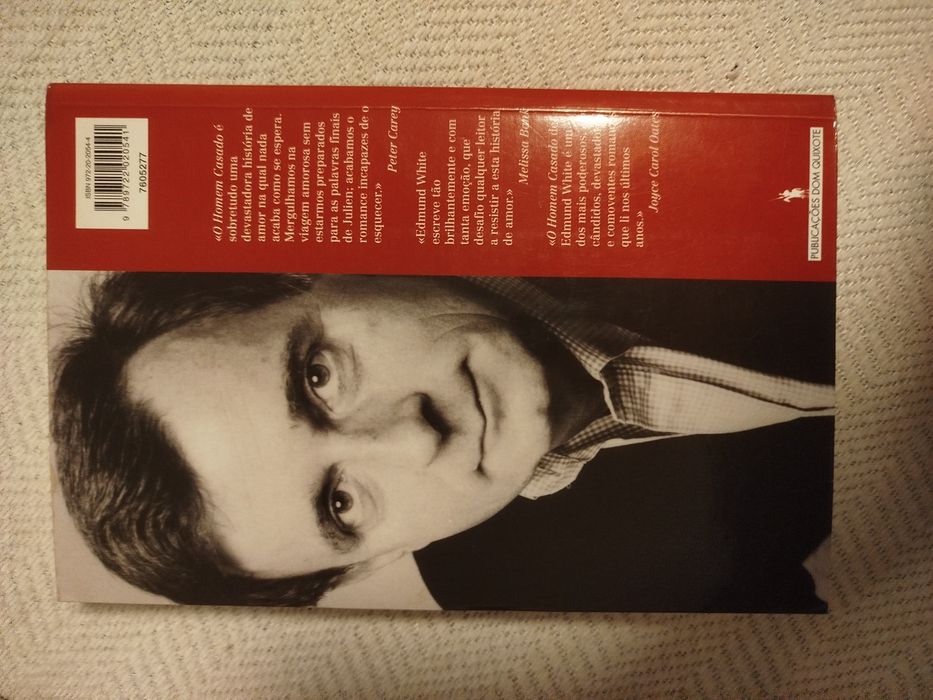 ISBN 972-20-2054-4
9 789722 020541
7605277
«O Homem Casado é
sobretudo uma
devastadora história de
amor na qual nada
acaba como se espera.
Mergulhamos na
viagem amorosa sem
estarmos preparados
para as palavras finais
de Julien; acabamos o
romance incapazes de o
esquecer.»
Peter Carey
«Edmund White
escreve tão
brilhantemente e com
tanta emoção, que
desafio qualquer leitor
a resistir a esta história
de amor.»
Melissa Bank
«O Homem Casado de
Edmund White é um
dos mais poderosos,
cândidos, devastadores
e comoventes romances
que li nos, últimos
anos.»
Joyce Carol Oates
PUBLICAÇÕES DOM QUIXOTE